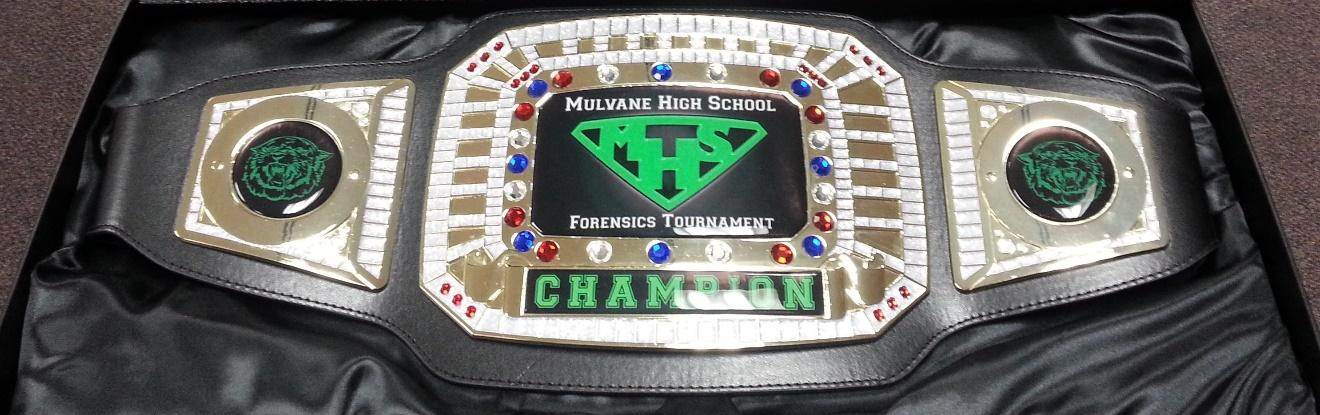 Mulvane High School
MHS
Forensics Tournament
CHAMPION